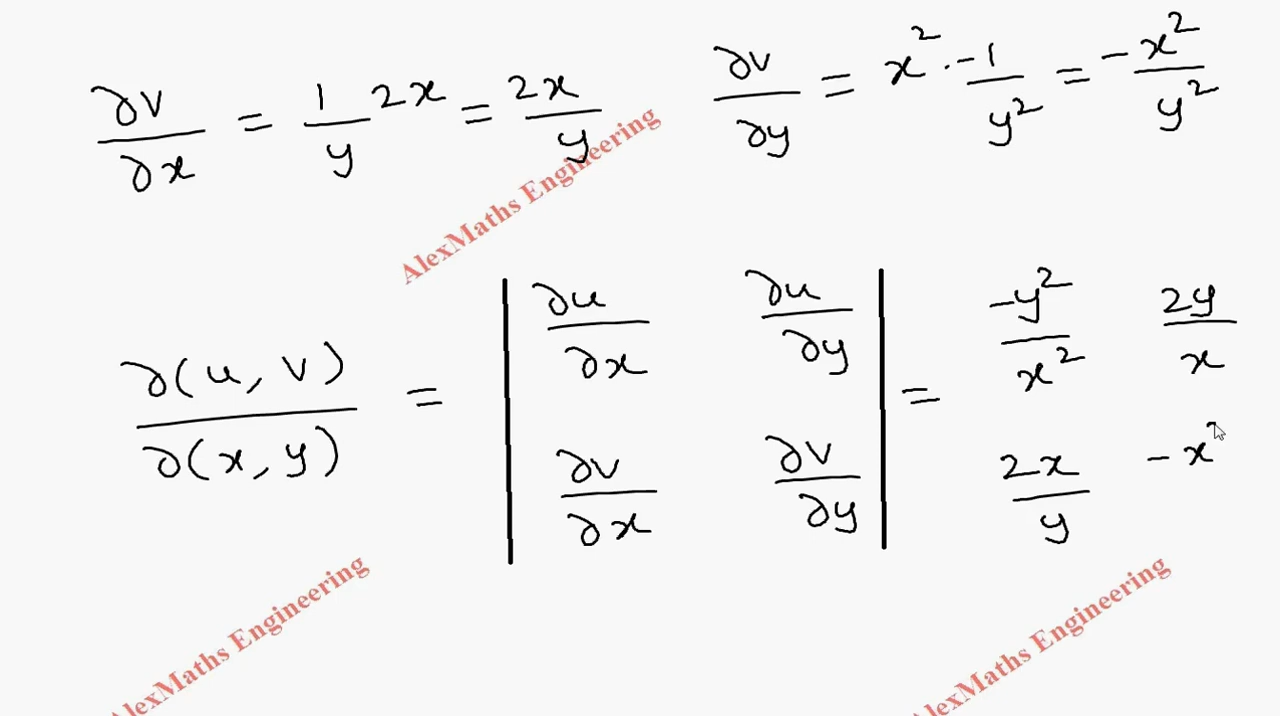 ∂v/∂x = 1/y 2x = 2x/y
∂v/∂y = x² · -1/y² = -x²/y²
AlexMaths Engineering
∂(u, v)/∂(x, y) = | ∂u/∂x ∂u/∂y | = -y²/x² 2y/x
| ∂v/∂x ∂v/∂y | 2x/y -x²
AlexMaths Engineering
AlexMaths Engineering